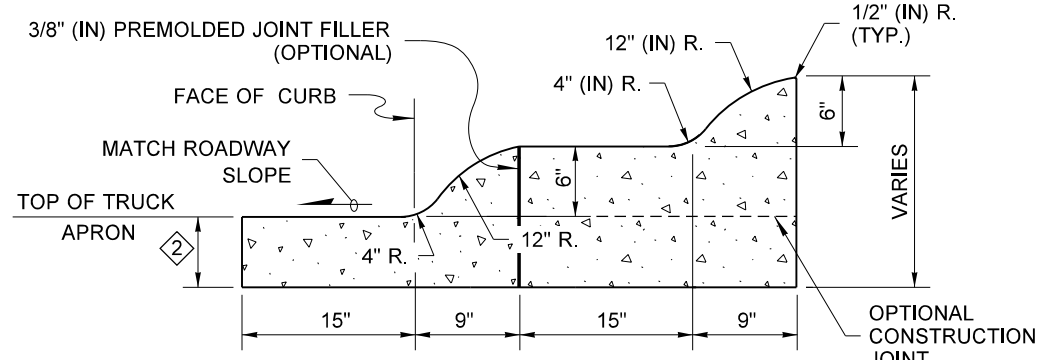 3/8" (IN) PREMOLDED JOINT FILLER
(OPTIONAL)
1/2" (IN) R.
(TYP.)
12" (IN) R.
4" (IN) R.
FACE OF CURB
MATCH ROADWAY
SLOPE
TOP OF TRUCK
APRON
2
4" R.
12" R.
6"
6"
VARIES
15"
9"
15"
9"
OPTIONAL
CONSTRUCTION
JOINT